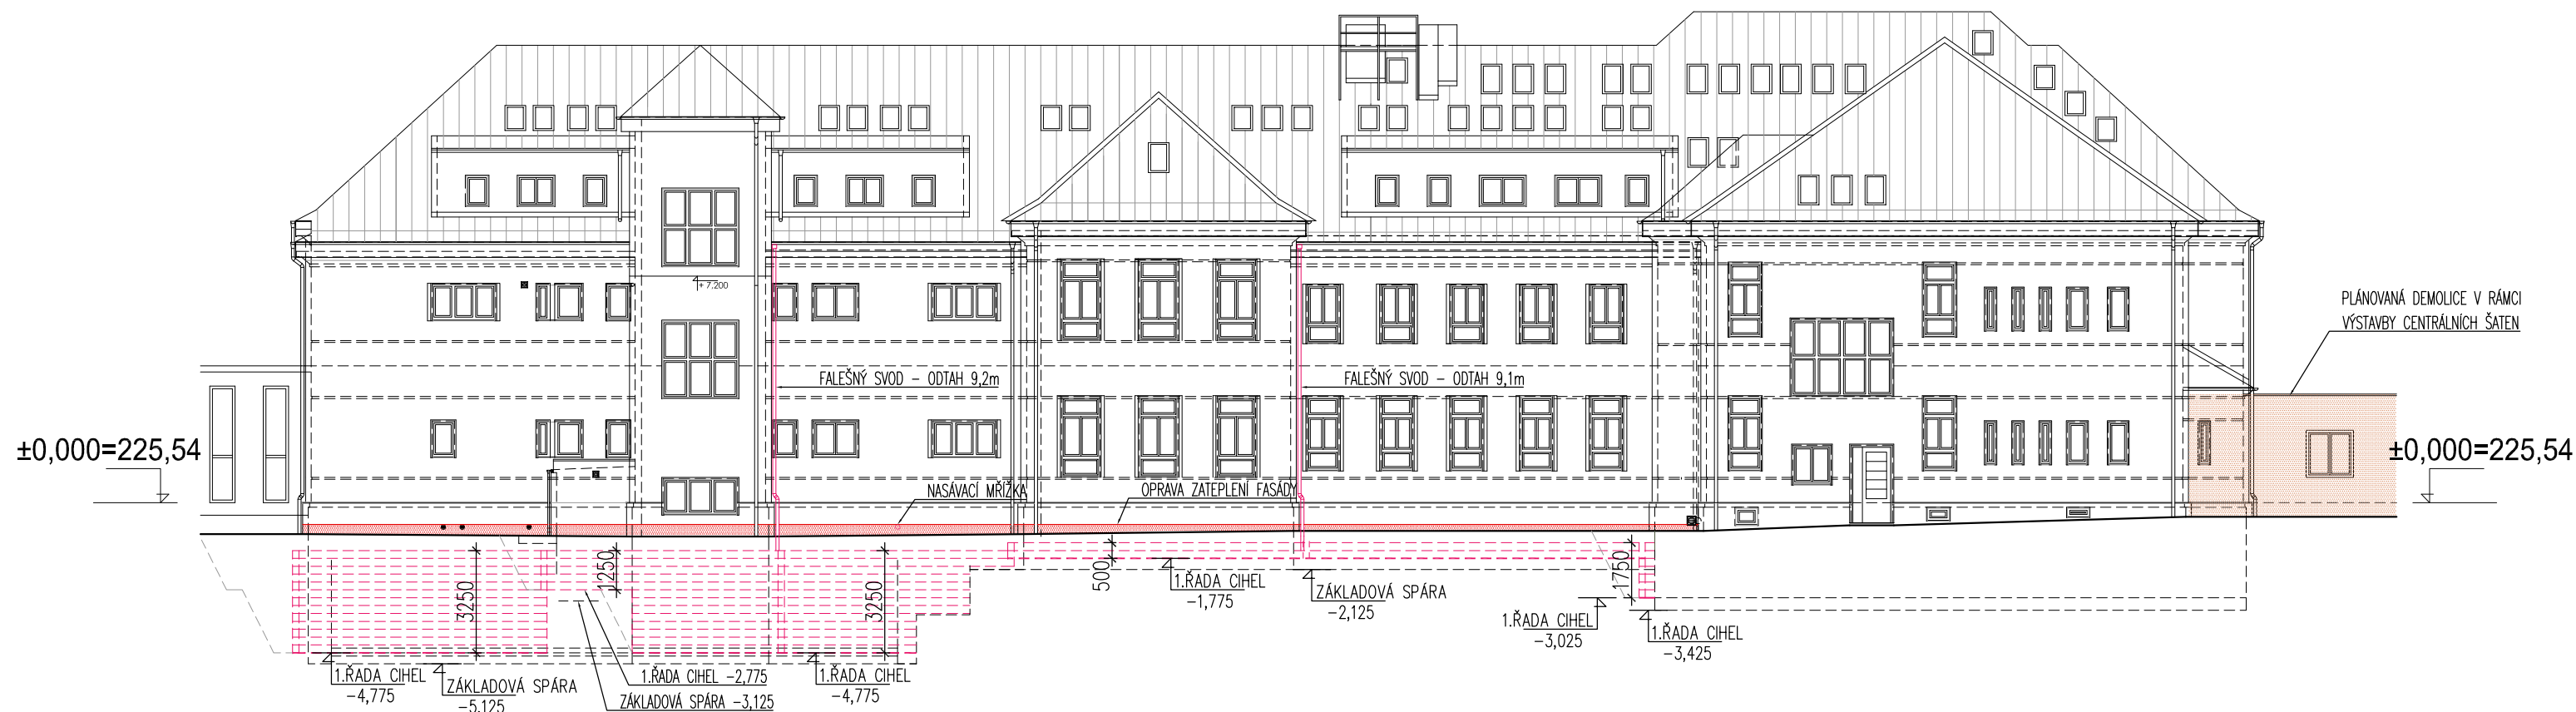 + 7.200
PLÁNOVANÁ DEMOLICE V RÁMCI
VÝSTAVBY CENTRÁLNÍCH ŠATEN
FALEŠNÝ SVOD - ODTAH 9,2m
FALEŠNÝ SVOD - ODTAH 9,1m
±0,000=225,54
±0,000=225,54
NASÁVACÍ MŘÍŽKA
OPRAVA ZATEPLENÍ FASÁDY
3250
1250
3250
500
1750
1.ŘADA CIHEL
-1,775
ZÁKLADOVÁ SPÁRA
-2,125
1.ŘADA CIHEL
-3,025
1.ŘADA CIHEL
-3,425
1.ŘADA CIHEL
-4,775
ZÁKLADOVÁ SPÁRA
-5,125
1.ŘADA CIHEL -2,775
ZÁKLADOVÁ SPÁRA -3,125
1.ŘADA CIHEL
-4,775